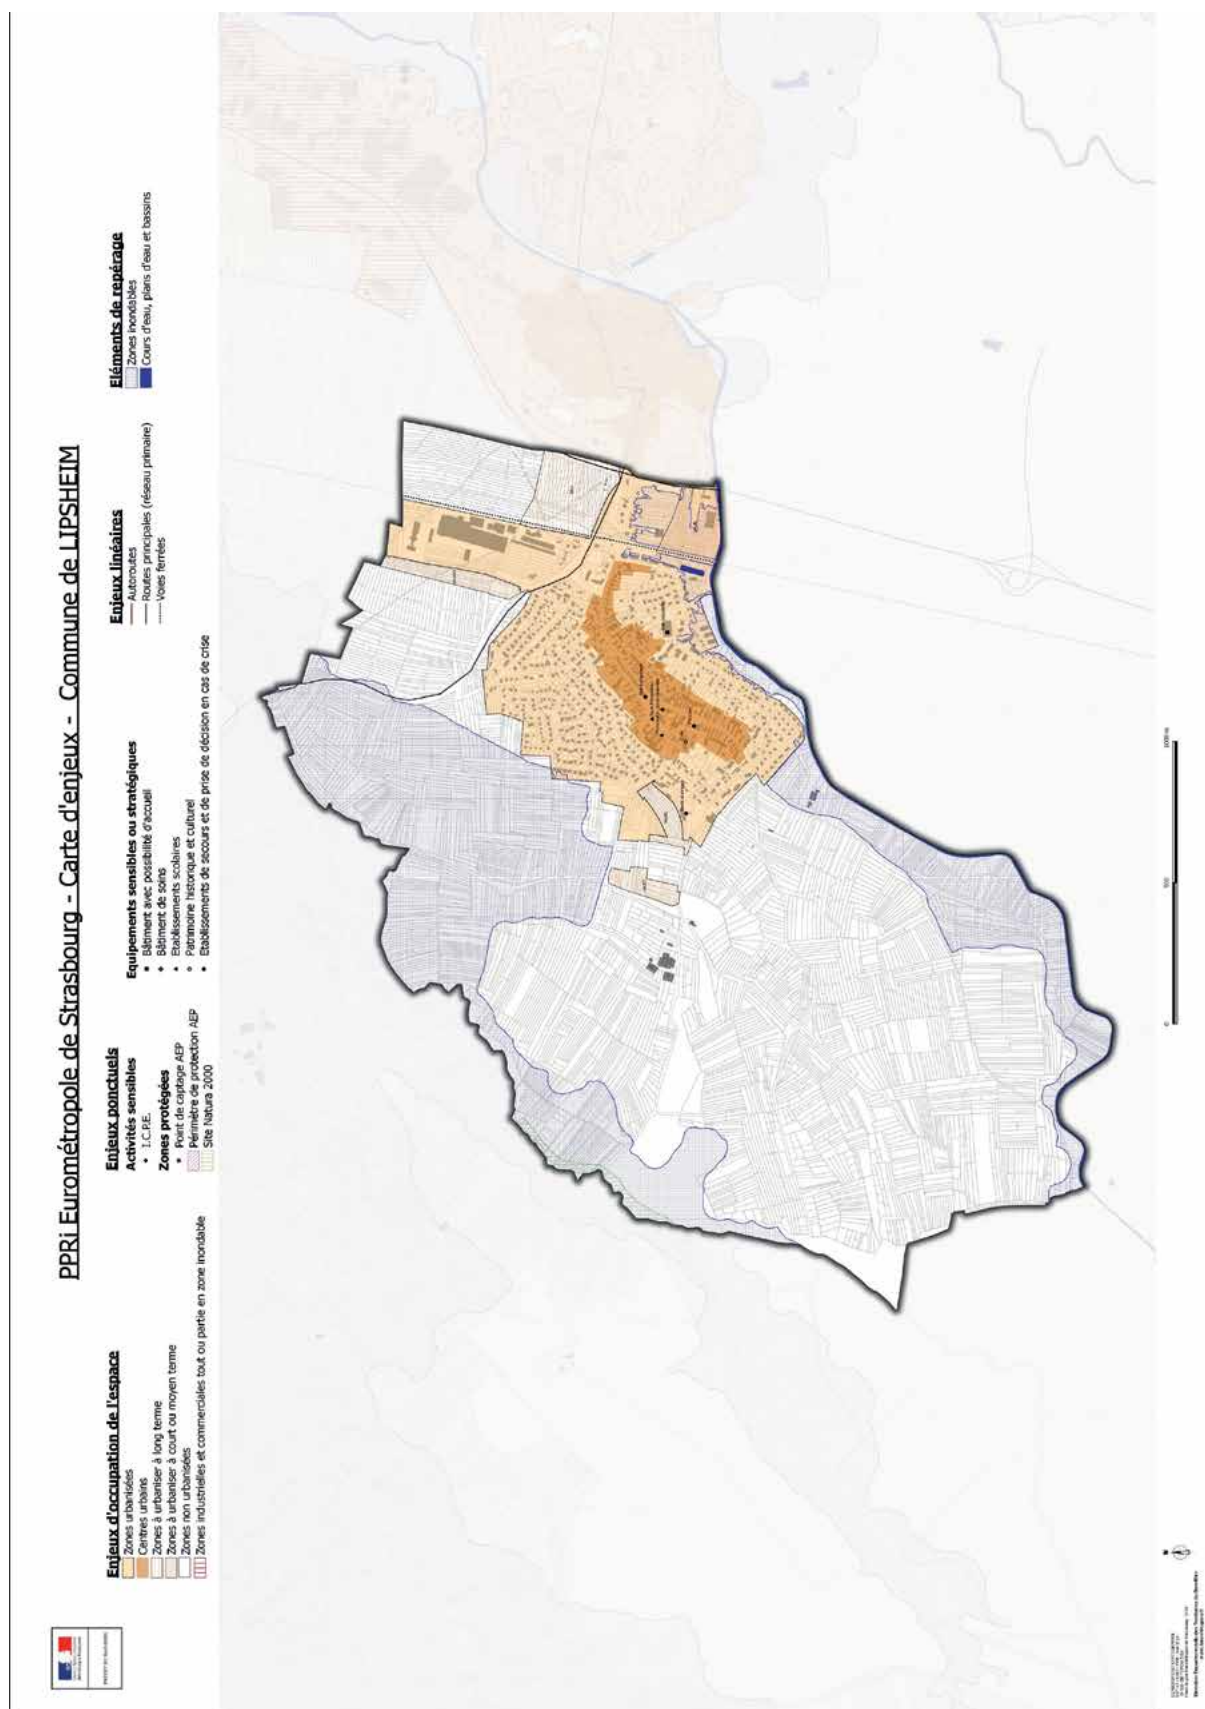 PPRi Eurométropole de Strasbourg - Carte d'enjeux - Commune de LIPSHEIM
Enjeux d'occupation de l'espace
Zones urbanisées
Centres urbains
Zones à urbaniser à long terme
Zones à urbaniser à court ou moyen terme
Zones non urbanisées
Zones industrielles et commerciales tout ou partie en zone inondable
Enjeux ponctuels
Activités sensibles
I.C.P.E.
Zones protégées
Point de captage AEP
Périmètre de protection AEP
Site Natura 2000
Equipements sensibles ou stratégiques
Bâtiment avec possibilité d'accueil
Bâtiment de soins
Etablissements scolaires
Patrimoine historique et culturel
Etablissements de secours et de prise de décision en cas de crise
Enjeux linéaires
Autoroutes
Routes principales (réseau primaire)
Voies ferrées
Eléments de repérage
Zones inondables
Cours d'eau, plans d'eau et bassins
0